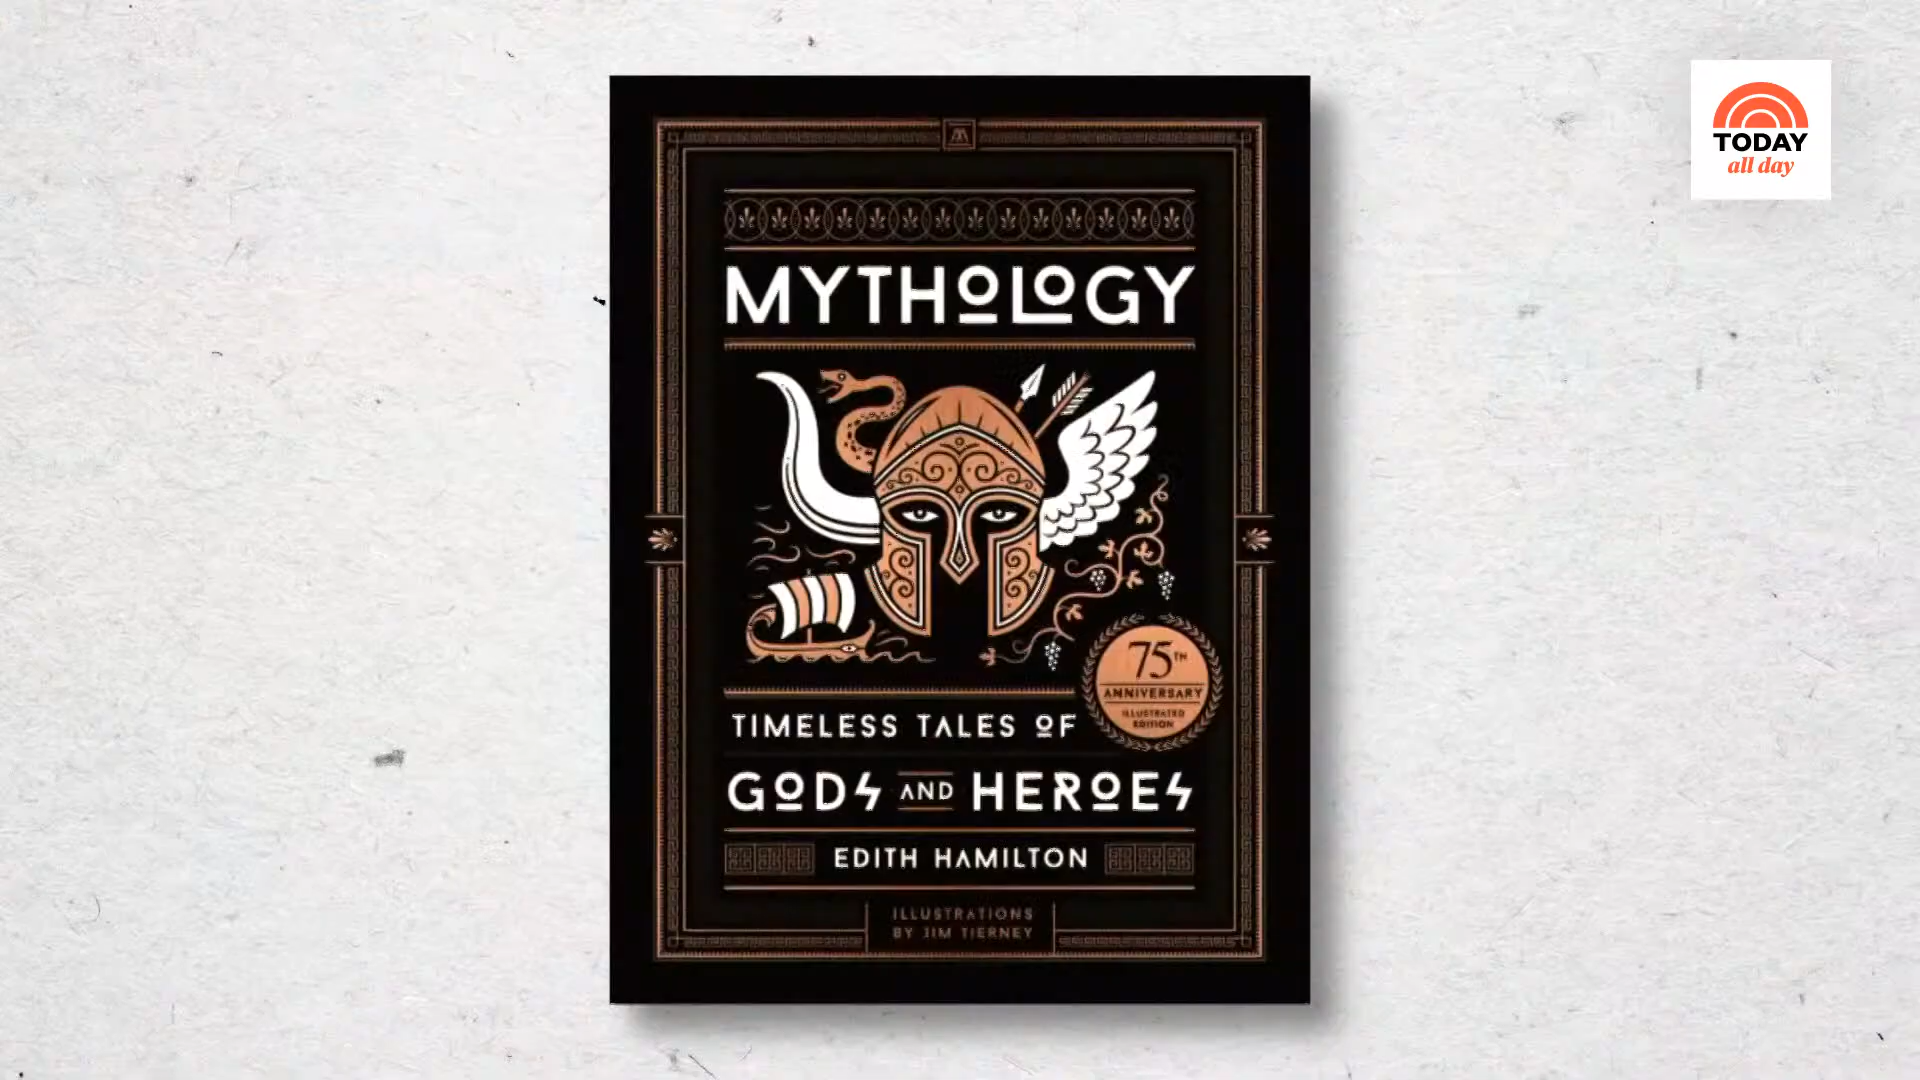 TODAY
all day
MYTHOLOGY
75TH
ANNIVERSARY
ILLUSTRATED
EDITION
TIMELESS TALES OF
GODS AND HEROES
EDITH HAMILTON
ILLUSTRATIONS
BY JIM TIERNEY